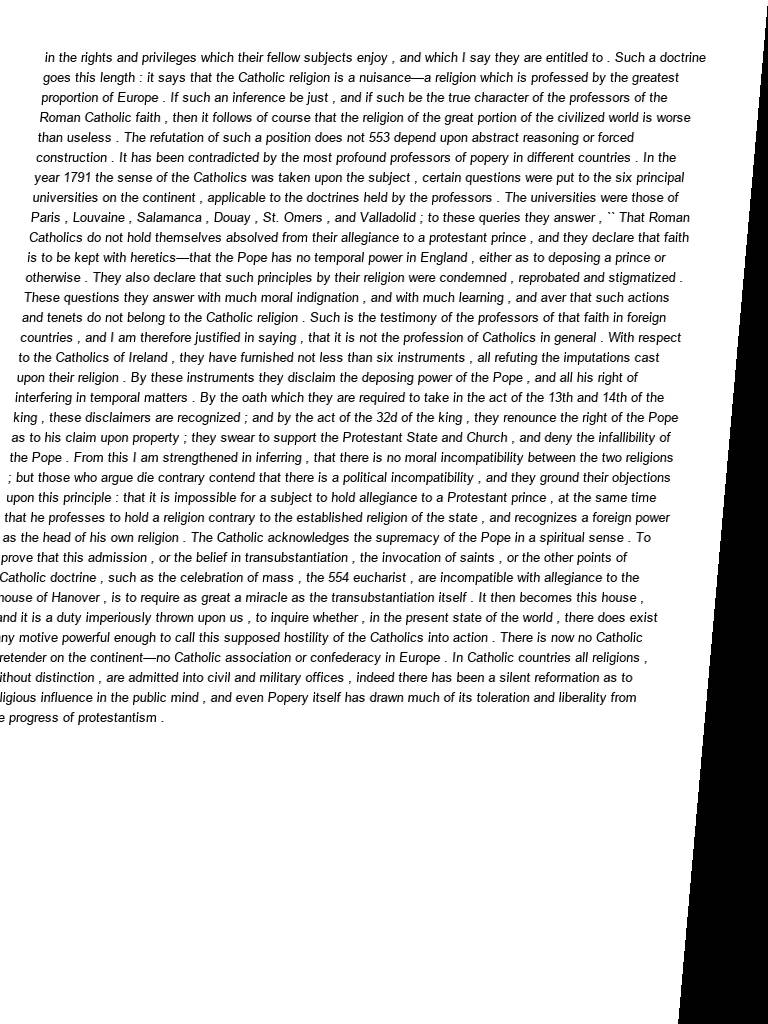 in the rights and privileges which their fellow subjects enjoy , and which I say they are entitled to . Such a doctrine
goes this length : it says that the Catholic religion is a nuisance—a religion which is professed by the greatest
proportion of Europe . If such an inference be just , and if such be the true character of the professors of the
Roman Catholic faith , then it follows of course that the religion of the great portion of the civilized world is worse
than useless . The refutation of such a position does not 553 depend upon abstract reasoning or forced
construction . It has been contradicted by the most profound professors of popery in different countries . In the
year 1791 the sense of the Catholics was taken upon the subject , certain questions were put to the six principal
universities on the continent , applicable to the doctrines held by the professors . The universities were those of
Paris , Louvaine , Salamanca , Douay , St. Omers , and Valladolid ; to these queries they answer , `` That Roman
Catholics do not hold themselves absolved from their allegiance to a protestant prince , and they declare that faith
is to be kept with heretics—that the Pope has no temporal power in England , either as to deposing a prince or
otherwise . They also declare that such principles by their religion were condemned , reprobated and stigmatized .
These questions they answer with much moral indignation , and with much learning , and aver that such actions
and tenets do not belong to the Catholic religion . Such is the testimony of the professors of that faith in foreign
countries , and I am therefore justified in saying , that it is not the profession of Catholics in general . With respect
to the Catholics of Ireland , they have furnished not less than six instruments , all refuting the imputations cast
upon their religion . By these instruments they disclaim the deposing power of the Pope , and all his right of
interfering in temporal matters . By the oath which they are required to take in the act of the 13th and 14th of the
king , these disclaimers are recognized ; and by the act of the 32d of the king , they renounce the right of the Pope
as to his claim upon property ; they swear to support the Protestant State and Church , and deny the infallibility of
the Pope . From this I am strengthened in inferring , that there is no moral incompatibility between the two religions
; but those who argue die contrary contend that there is a political incompatibility , and they ground their objections
upon this principle : that it is impossible for a subject to hold allegiance to a Protestant prince , at the same time
that he professes to hold a religion contrary to the established religion of the state , and recognizes a foreign power
as the head of his own religion . The Catholic acknowledges the supremacy of the Pope in a spiritual sense . To
prove that this admission , or the belief in transubstantiation , the invocation of saints , or the other points of
Catholic doctrine , such as the celebration of mass , the 554 eucharist , are incompatible with allegiance to the
house of Hanover , is to require as great a miracle as the transubstantiation itself . It then becomes this house ,
and it is a duty imperiously thrown upon us , to inquire whether , in the present state of the world , there does exist
ny motive powerful enough to call this supposed hostility of the Catholics into action . There is now no Catholic
retender on the continent—no Catholic association or confederacy in Europe . In Catholic countries all religions ,
ithout distinction , are admitted into civil and military offices , indeed there has been a silent reformation as to
ligious influence in the public mind , and even Popery itself has drawn much of its toleration and liberality from
e progress of protestantism .